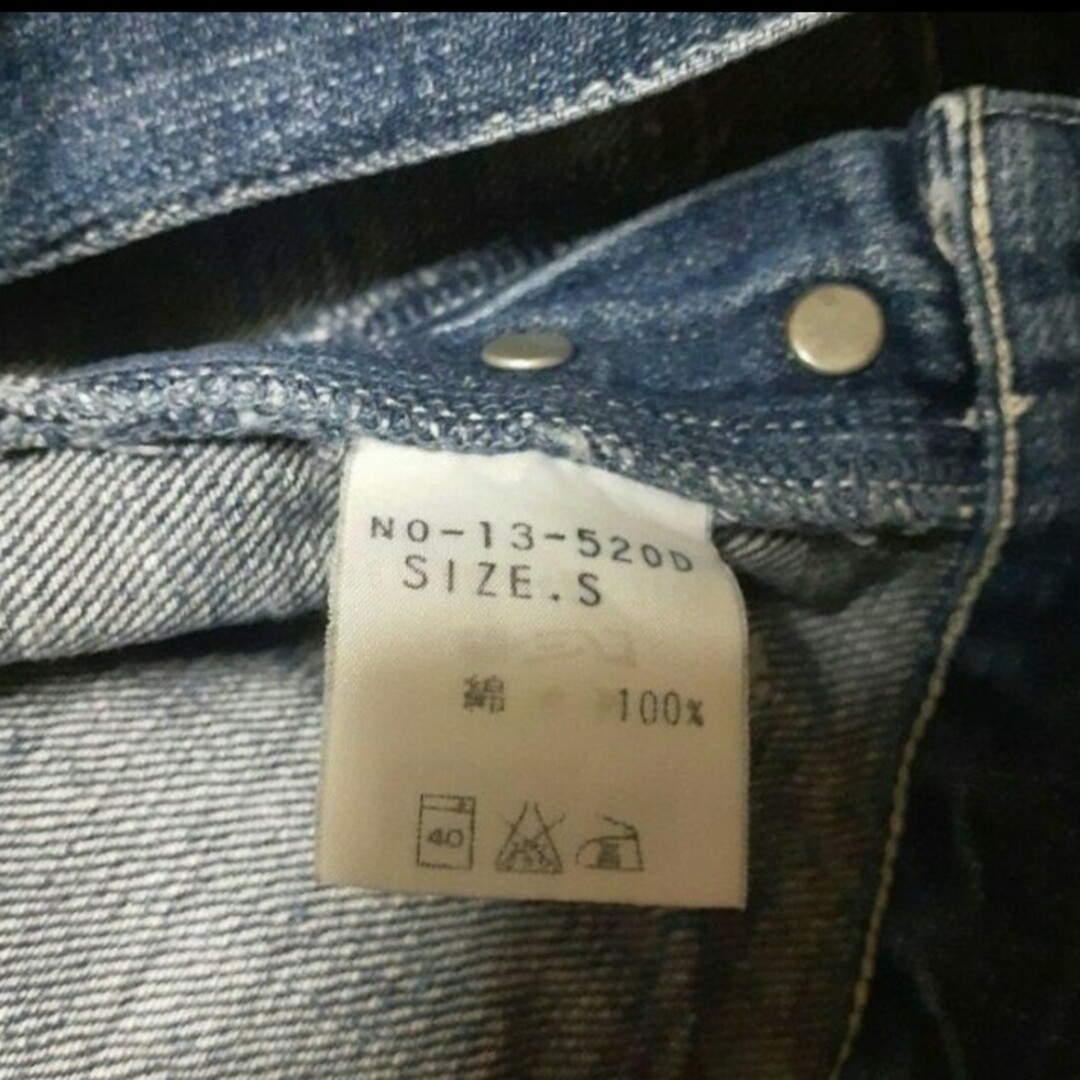 NO-13-520D
SIZE.S
綿 100%
40